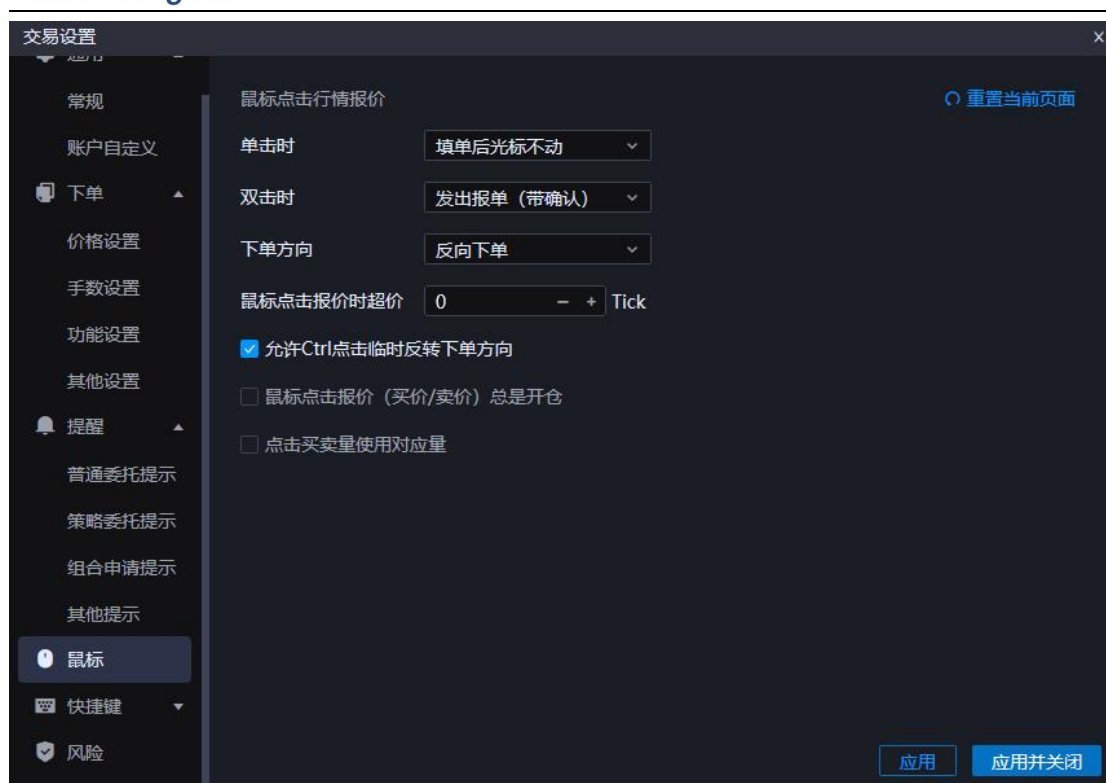 交易设置
x
常规
账户自定义
下单
价格设置
手数设置
功能设置
其他设置
提醒
普通委托提示
策略委托提示
组合申请提示
其他提示
鼠标
快捷键
风险
鼠标点击行情报价
重置当前页面
单击时 填单后光标不动
双击时 发出报单（带确认）
下单方向 反向下单
鼠标点击报价时超价 0 - + Tick
允许Ctrl点击临时反转下单方向
鼠标点击报价（买价/卖价）总是开仓
点击买卖量使用对应量
应用 应用并关闭